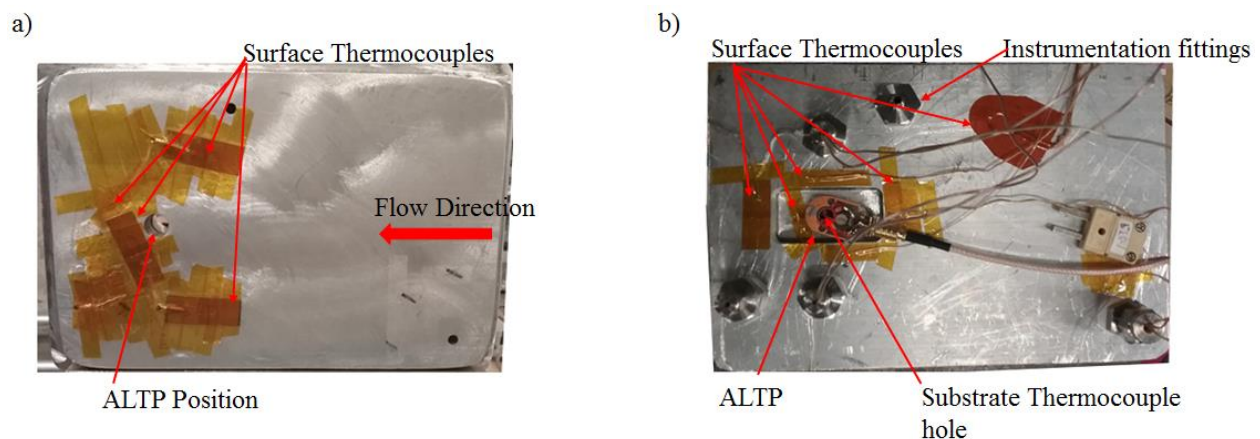 a)
Surface Thermocouples
Flow Direction
ALTP Position
b)
Surface Thermocouples
Instrumentation fittings
ALTP
Substrate Thermocouple
hole